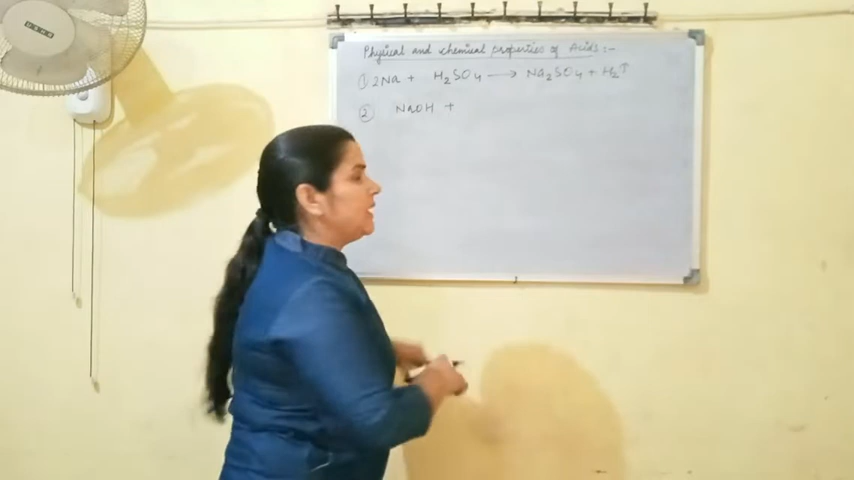 Physical and chemical properties of Acids :-
① 2Na + H₂SO₄ ⟶ Na₂SO₄ + H₂↑
② NaOH +